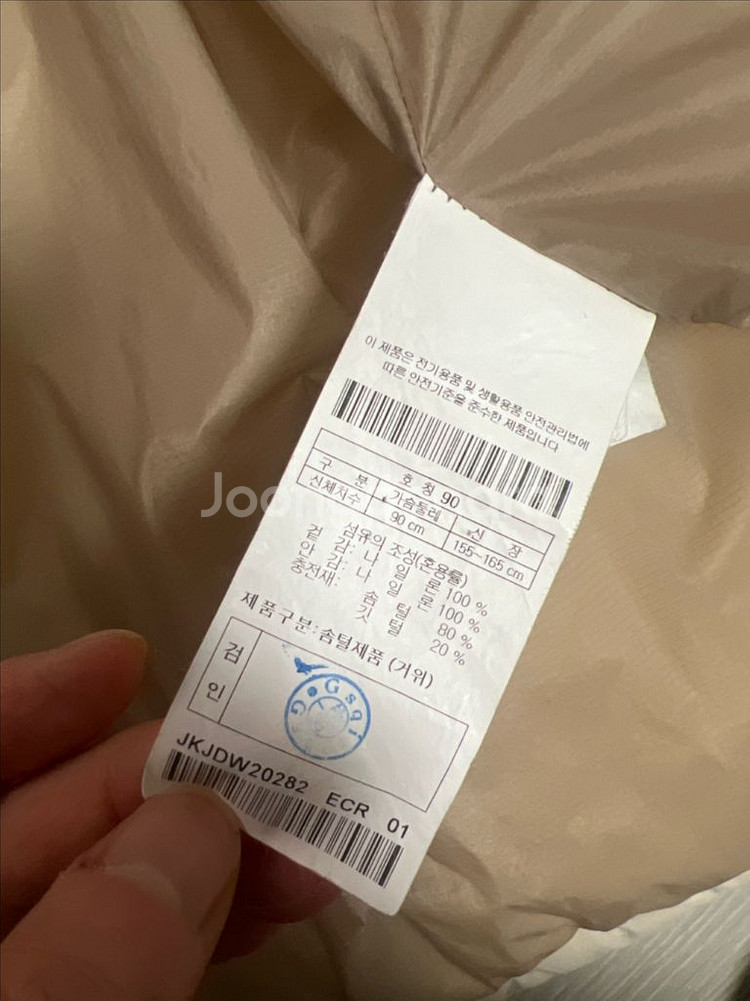 이 제품은 전기용품 및 생활용품 안전관리법에
따른 안전기준을 준수한 제품입니다
구 분 호 칭 90
신체치수 가슴둘레 신 장
90 cm 155~165 cm
섬유의 조성(혼용률)
겉 감: 나 일 론 100 %
안 감: 나 일 론 100 %
충전재: 솜 털 80 %
깃 털 20 %
제품구분: 솜털제품 (거위)
검
인
JKJDW20282 ECR 01